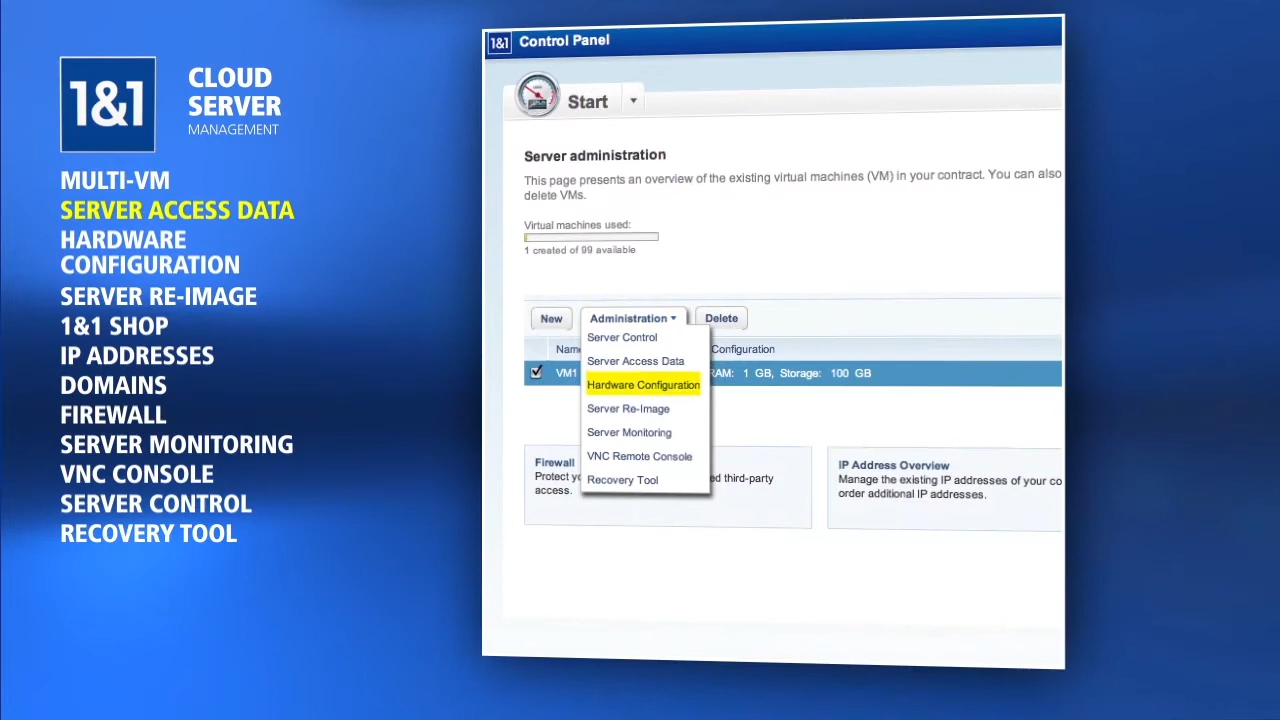 1&1
CLOUD
SERVER
MANAGEMENT
MULTI-VM
SERVER ACCESS DATA
HARDWARE
CONFIGURATION
SERVER RE-IMAGE
1&1 SHOP
IP ADDRESSES
DOMAINS
FIREWALL
SERVER MONITORING
VNC CONSOLE
SERVER CONTROL
RECOVERY TOOL
1&1 Control Panel
Start
Server administration
This page presents an overview of the existing virtual machines (VM) in your contract. You can also
delete VMs.
Virtual machines used:
1 created of 99 available
New Administration Delete
Server Control
Server Access Data
Hardware Configuration
Server Re-Image
Server Monitoring
VNC Remote Console
Recovery Tool
Configuration
VM1 1 GB, Storage: 100 GB
Firewall
Protect third-party
access.
IP Address Overview
Manage the existing IP addresses of your
order additional IP addresses.